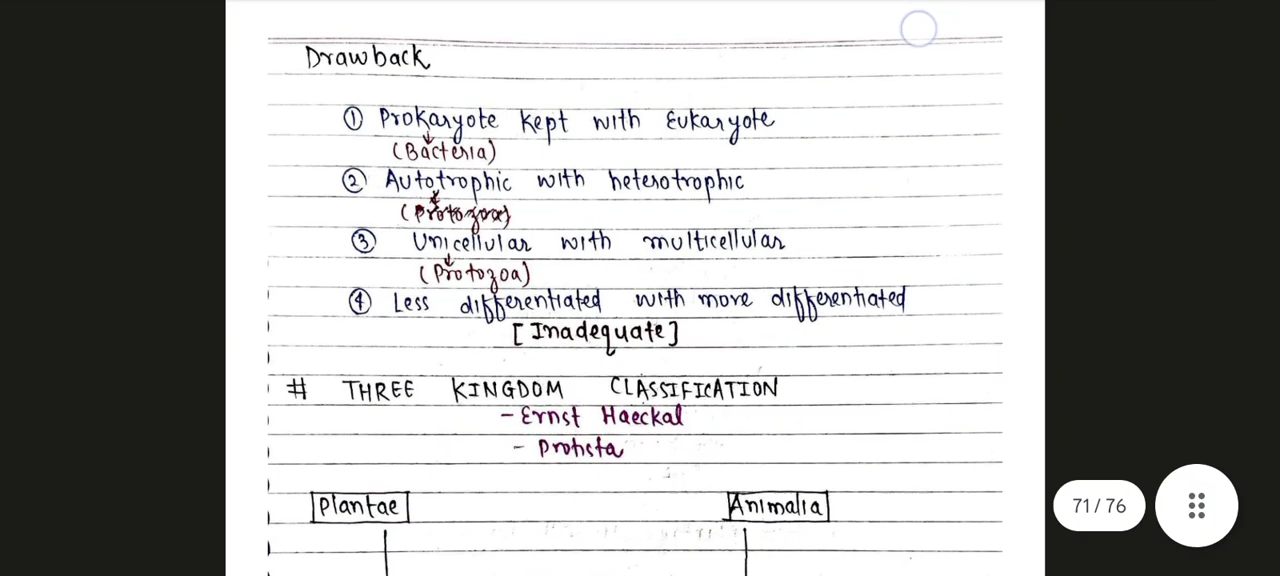 Drawback
① Prokaryote kept with Eukaryote
(Bacteria)
② Autotrophic with heterotrophic
(Protozoa)
③ Unicellular with multicellular
(Protozoa)
④ Less differentiated with more differentiated
[Inadequate]
# THREE KINGDOM CLASSIFICATION
- Ernst Haeckal
- Protista
Plantae Animalia
71 / 76